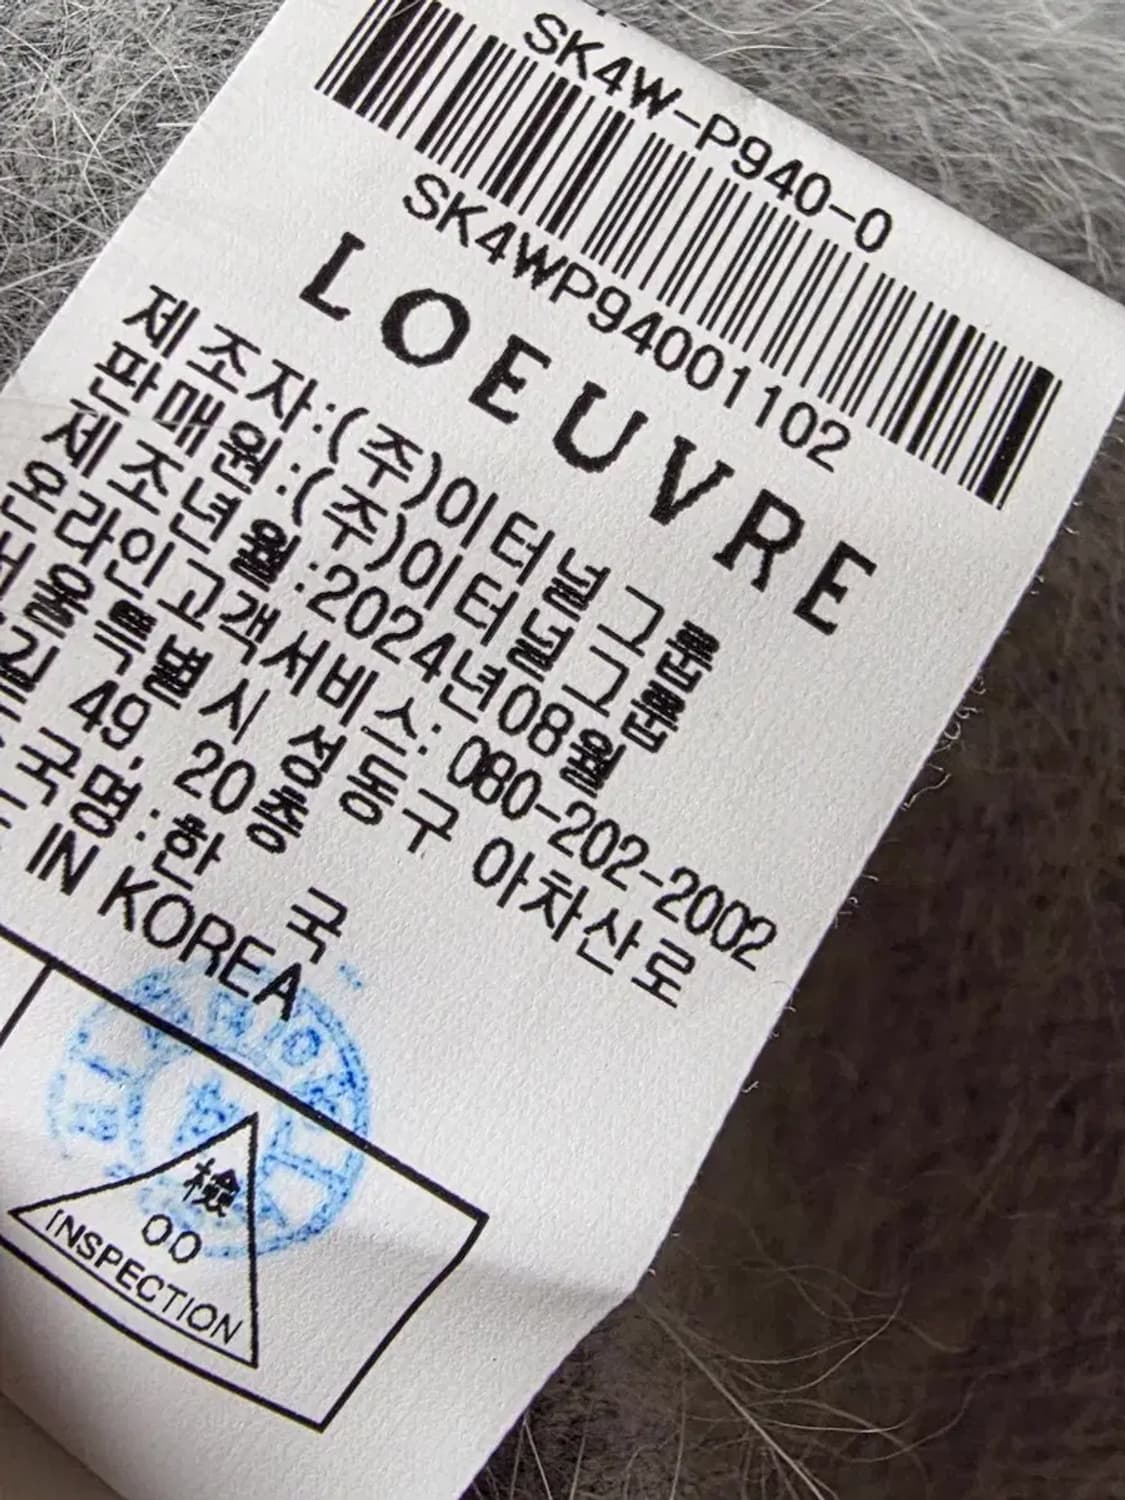 SK4W-P940-0
SK4WP94001102
LOEUVRE
제 조 자:(주)이터널그룹
판 매 원:(주)이터널그룹
제조년월:2024년08월
온라인고객서비스: 080-202-2002
서울특별시 성동구 아차산로
길 49, 20층
국명:한 국
IN KOREA
檢
00
INSPECTION